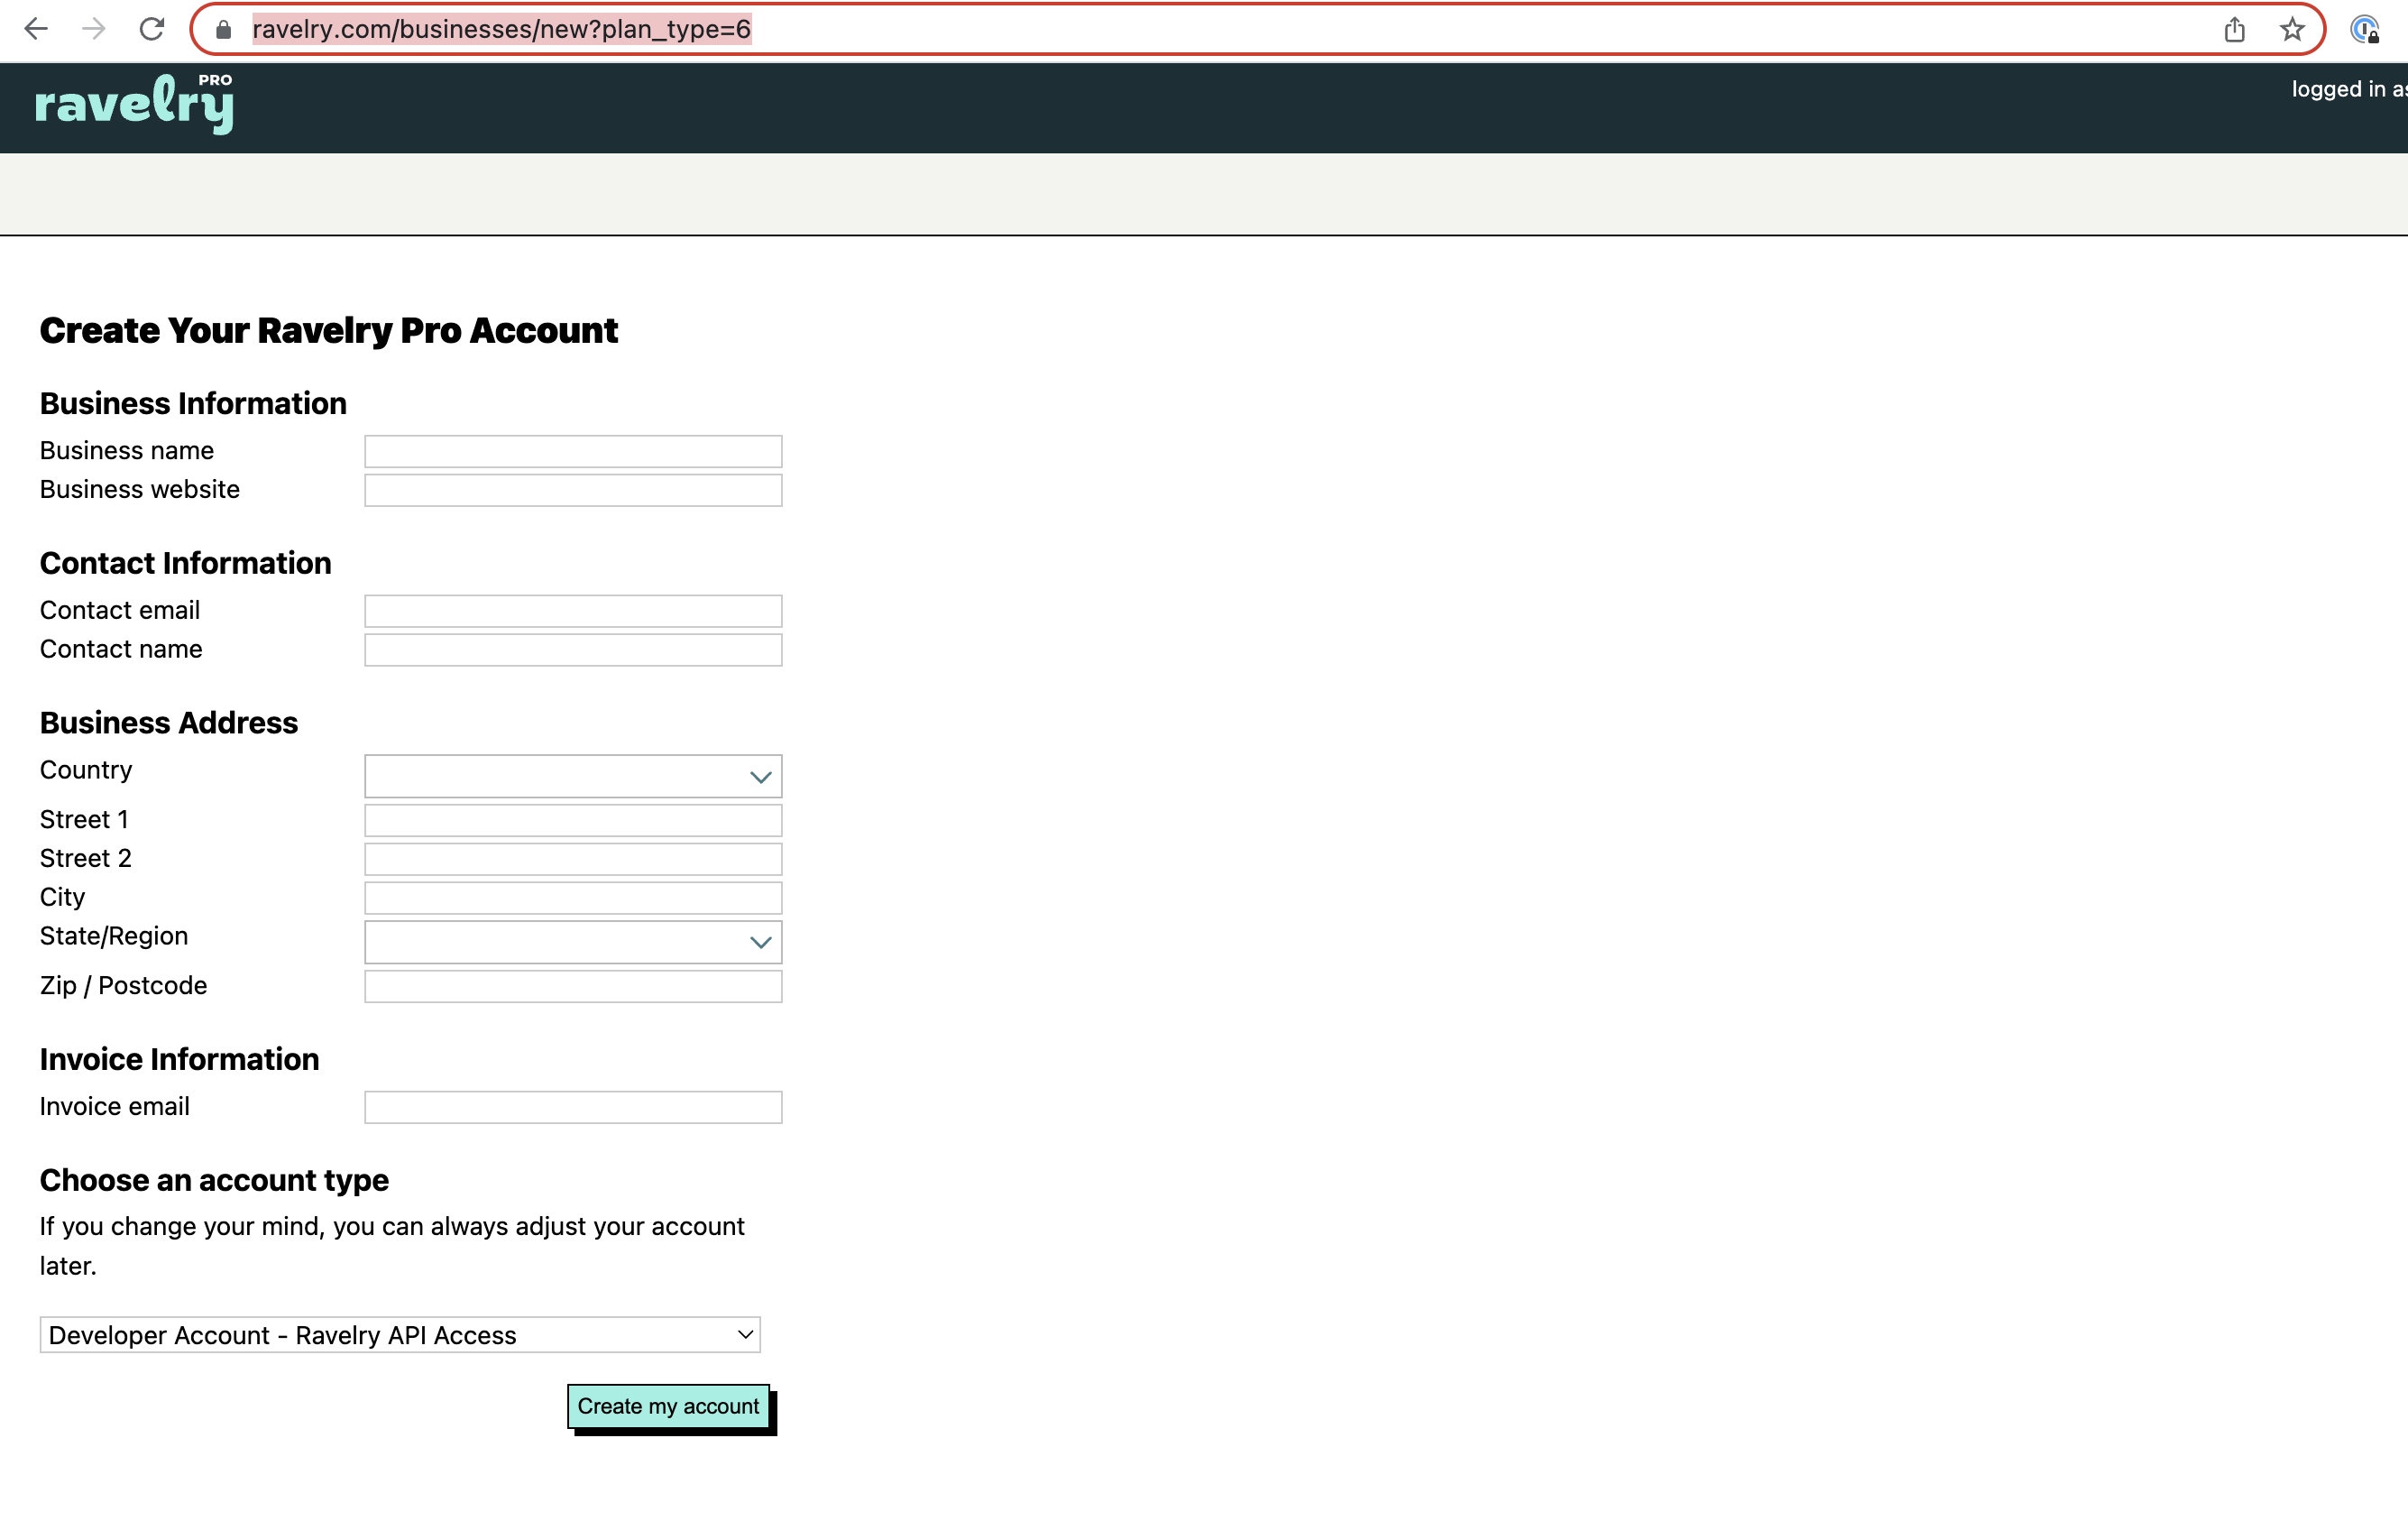 ravelry.com/businesses/new?plan_type=6
ravelry PRO
logged in as
Create Your Ravelry Pro Account
Business Information
Business name
Business website
Contact Information
Contact email
Contact name
Business Address
Country
Street 1
Street 2
City
State/Region
Zip / Postcode
Invoice Information
Invoice email
Choose an account type
If you change your mind, you can always adjust your account
later.
Developer Account - Ravelry API Access
Create my account